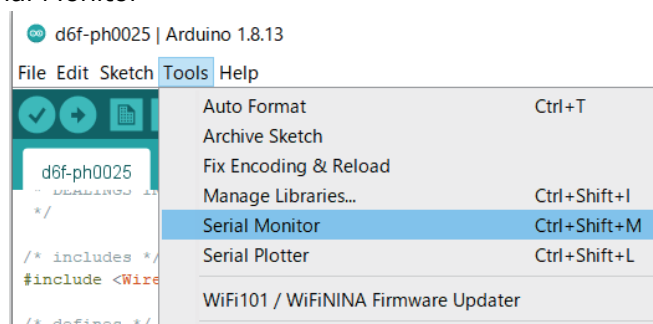 d6f-ph0025 | Arduino 1.8.13
File Edit Sketch Tools Help
Auto Format Ctrl+T
Archive Sketch
Fix Encoding & Reload
d6f-ph0025
Manage Libraries... Ctrl+Shift+I
*/
Serial Monitor Ctrl+Shift+M
/* includes */
Serial Plotter Ctrl+Shift+L
#include <Wire
WiFi101 / WiFiNINA Firmware Updater